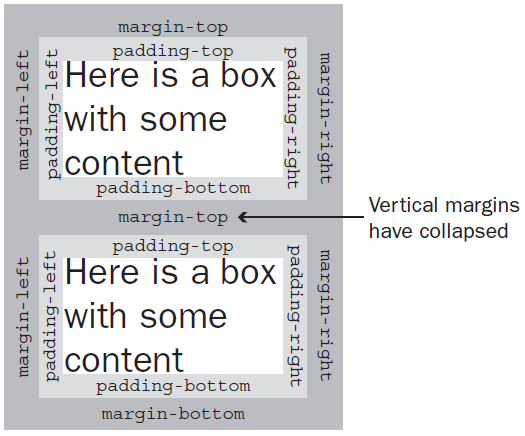 margin-top
padding-top
margin-left
padding-left
Here is a box
with some
content
padding-right
margin-right
padding-bottom
margin-top
Vertical margins
have collapsed
padding-top
margin-left
padding-left
Here is a box
with some
content
padding-right
margin-right
padding-bottom
margin-bottom